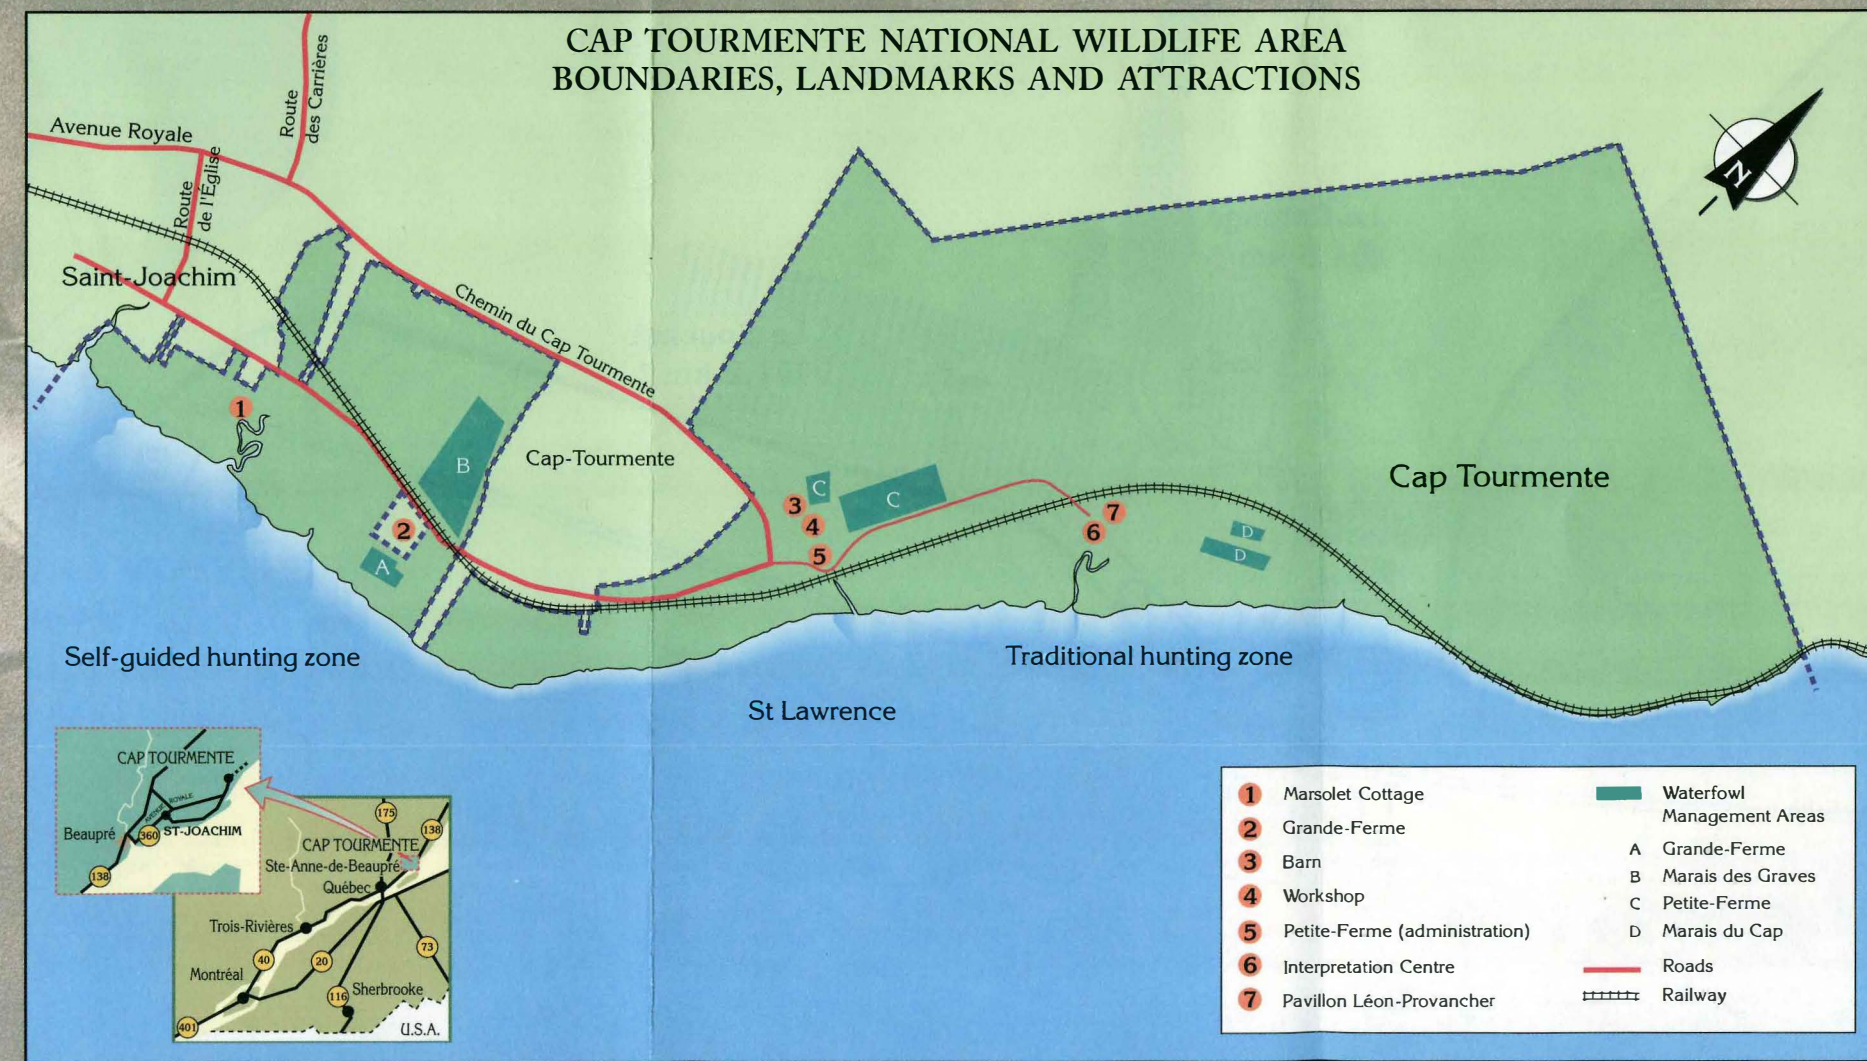 CAP TOURMENTE NATIONAL WILDLIFE AREA
BOUNDARIES, LANDMARKS AND ATTRACTIONS
Avenue Royale
Route
des Carrières
Route
de l'Église
Saint-Joachim
Chemin du Cap Tourmente
N
1
B
Cap-Tourmente
2
A
3
C
C
4
5
7
6
D
D
Cap Tourmente
Self-guided hunting zone
Traditional hunting zone
St Lawrence
CAP TOURMENTE
AVENUE ROYALE
Beaupré
360
ST-JOACHIM
138
175
138
CAP TOURMENTE
Ste-Anne-de-Beaupré
Québec
Trois-Rivières
40
20
73
Montréal
116
Sherbrooke
401
U.S.A.
1 Marsolet Cottage
2 Grande-Ferme
3 Barn
4 Workshop
5 Petite-Ferme (administration)
6 Interpretation Centre
7 Pavillon Léon-Provancher
Waterfowl
Management Areas
A Grande-Ferme
B Marais des Graves
C Petite-Ferme
D Marais du Cap
Roads
Railway